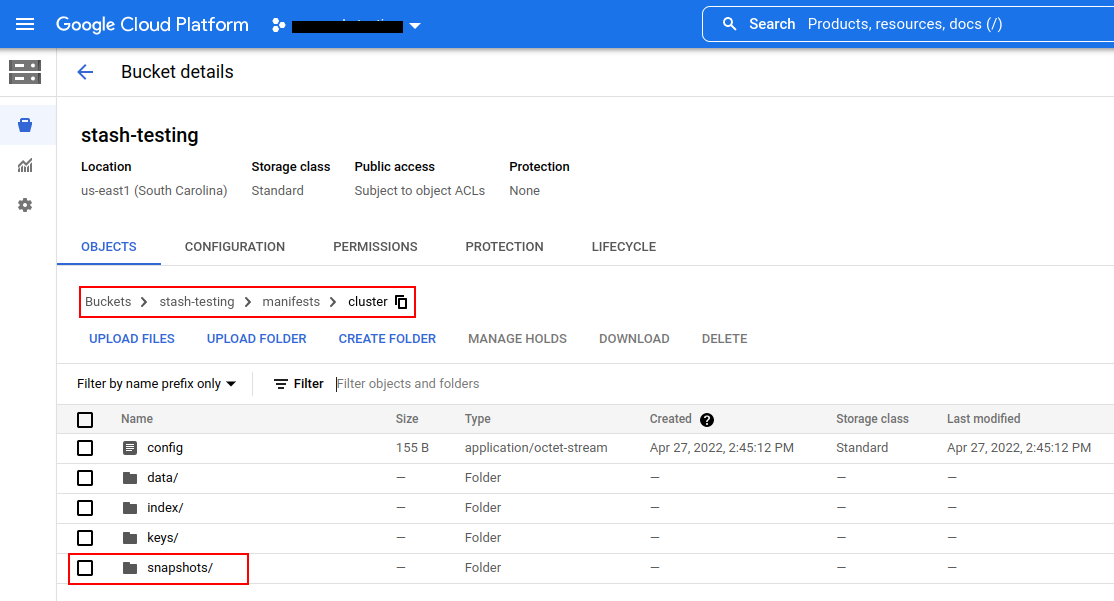 Google Cloud Platform
Search Products, resources, docs (/)
Bucket details
stash-testing
Location Storage class Public access Protection
us-east1 (South Carolina) Standard Subject to object ACLs None
OBJECTS CONFIGURATION PERMISSIONS PROTECTION LIFECYCLE
Buckets > stash-testing > manifests > cluster
UPLOAD FILES UPLOAD FOLDER CREATE FOLDER MANAGE HOLDS DOWNLOAD DELETE
Filter by name prefix only Filter Filter objects and folders
Name Size Type Created ? Storage class Last modified
config 155 B application/octet-stream Apr 27, 2022, 2:45:12 PM Standard Apr 27, 2022, 2:45:12 PM
data/ — Folder — — —
index/ — Folder — — —
keys/ — Folder — — —
snapshots/ — Folder — — —